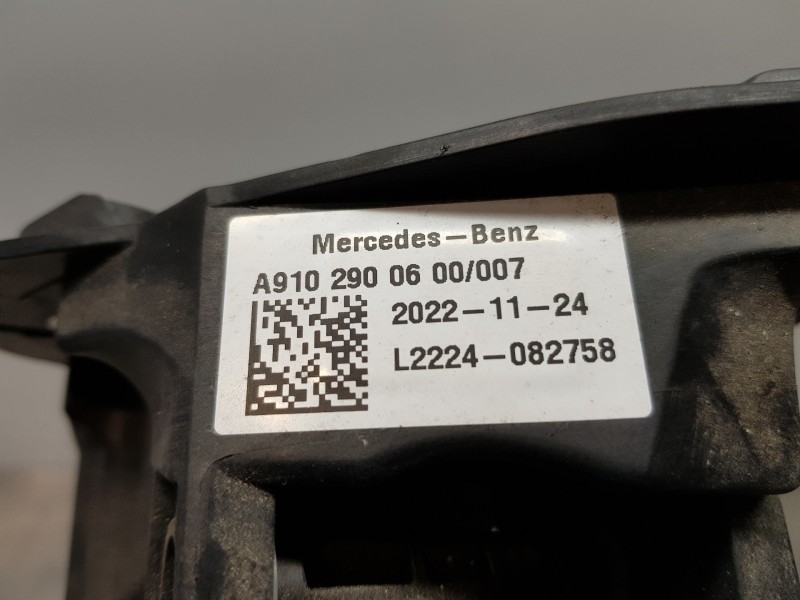 Mercedes-Benz
A910 290 06 00/007
2022-11-24
L2224-082758